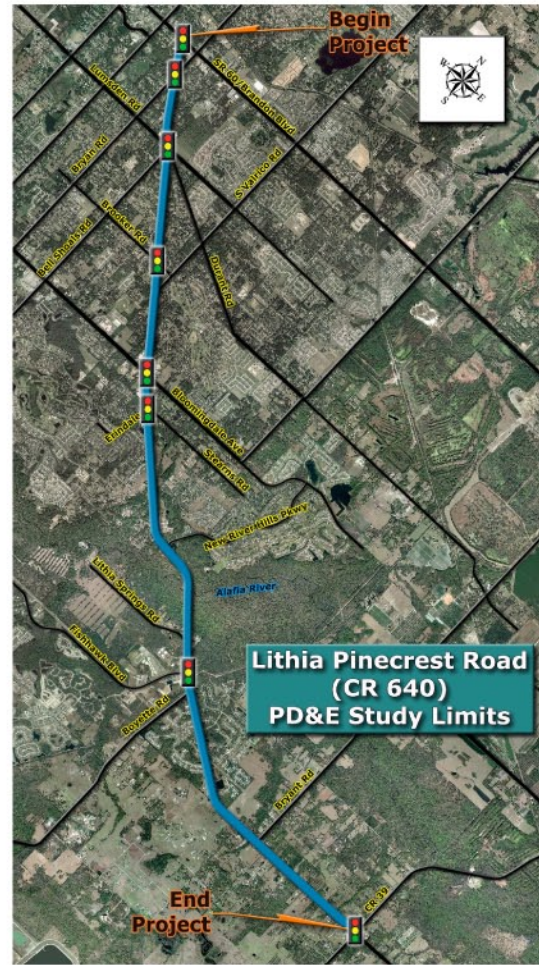 Begin
Project
N
W
E
S
Lumsden Rd
SR 60/Brandon Blvd
Bryan Rd
S Valrico Rd
Brooker Rd
Bell Shoals Rd
Durant Rd
Bloomingdale Ave
Stearns Rd
New River Hills Pkwy
Alafia River
Lithia Springs Rd
Fishhawk Blvd
Boyette Rd
Lithia Pinecrest Road
(CR 640)
PD&E Study Limits
Bryant Rd
End
Project
CR 39